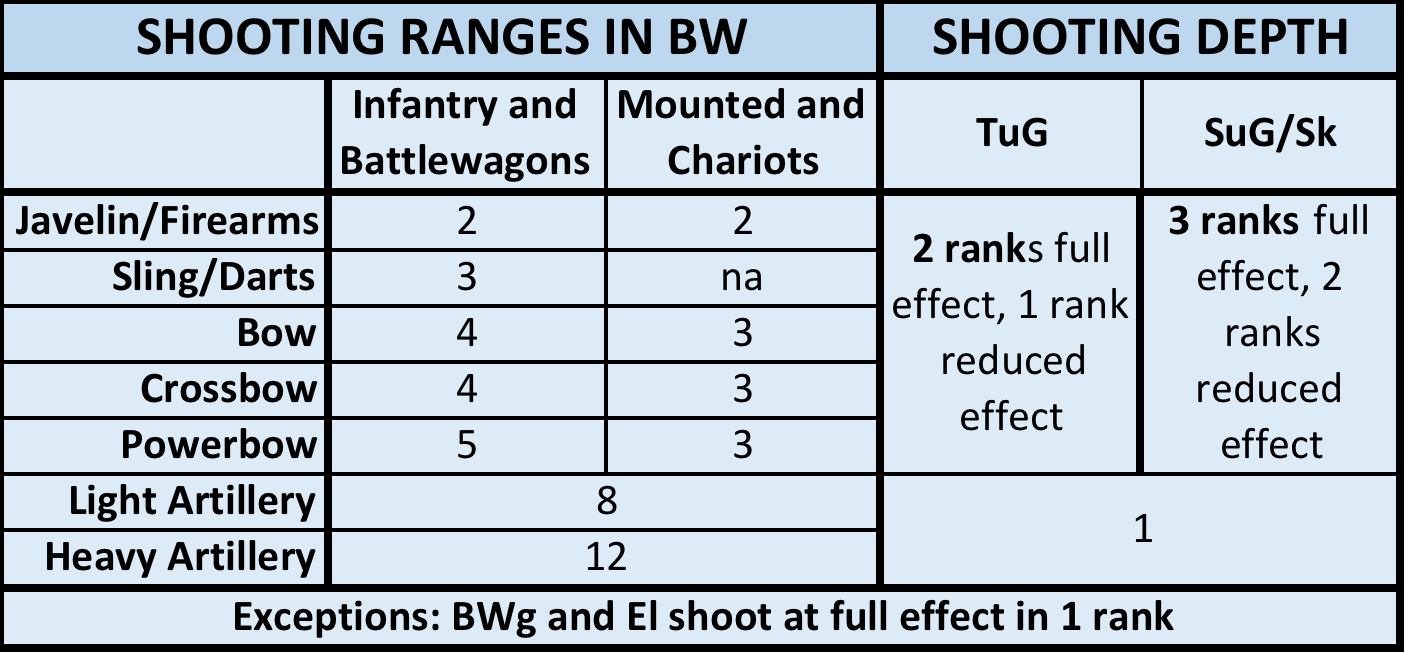 SHOOTING RANGES IN BW SHOOTING DEPTH
Infantry and Battlewagons Mounted and Chariots TuG SuG/Sk
Javelin/Firearms 2 2
Sling/Darts 3 na
Bow 4 3
Crossbow 4 3
Powerbow 5 3
2 ranks full
effect, 1 rank
reduced
effect
3 ranks full
effect, 2
ranks
reduced
effect
Light Artillery 8
Heavy Artillery 12
1
Exceptions: BWg and El shoot at full effect in 1 rank